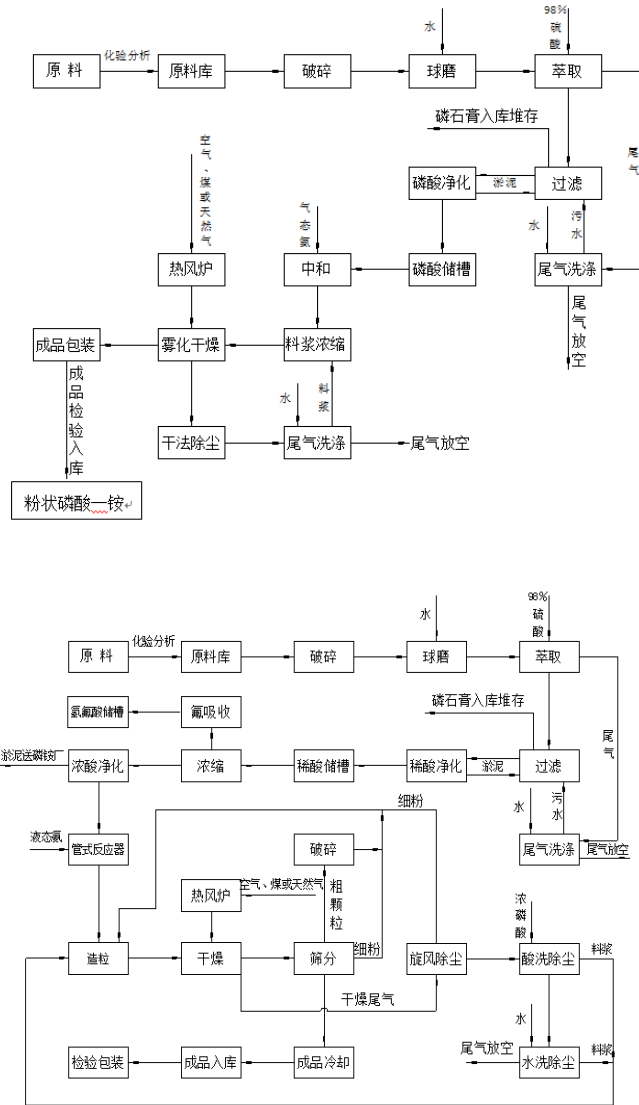 水
98%
硫酸
原 料
化验分析
原料库
破碎
球磨
萃取
磷石膏入库堆存
尾气
空气、煤或天然气
气态氨
磷酸净化
淤泥
过滤
水
污水
热风炉
中和
磷酸储槽
尾气洗涤
尾气放空
成品包装
雾化干燥
料浆浓缩
成品检验入库
水
料浆
干法除尘
尾气洗涤
尾气放空
粉状磷酸一铵
水
98%
硫酸
原 料
化验分析
原料库
破碎
球磨
萃取
氢氟酸储槽
氟吸收
磷石膏入库堆存
尾气
淤泥送磷铵厂
浓酸净化
浓缩
稀酸储槽
稀酸净化
淤泥
过滤
细粉
水
污水
液态氨
管式反应器
破碎
尾气洗涤
尾气放空
热风炉
空气、煤或天然气
粗颗粒
浓磷酸
造粒
干燥
筛分
细粉
旋风除尘
酸洗除尘
料浆
干燥尾气
水
检验包装
成品入库
成品冷却
尾气放空
水洗除尘
料浆